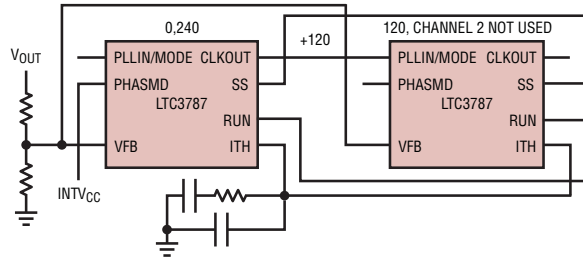 0,240
120, CHANNEL 2 NOT USED
+120
VOUT
PLLIN/MODE CLKOUT
PHASMD SS
LTC3787
RUN
VFB ITH
INTVCC
PLLIN/MODE CLKOUT
PHASMD SS
LTC3787
RUN
VFB ITH